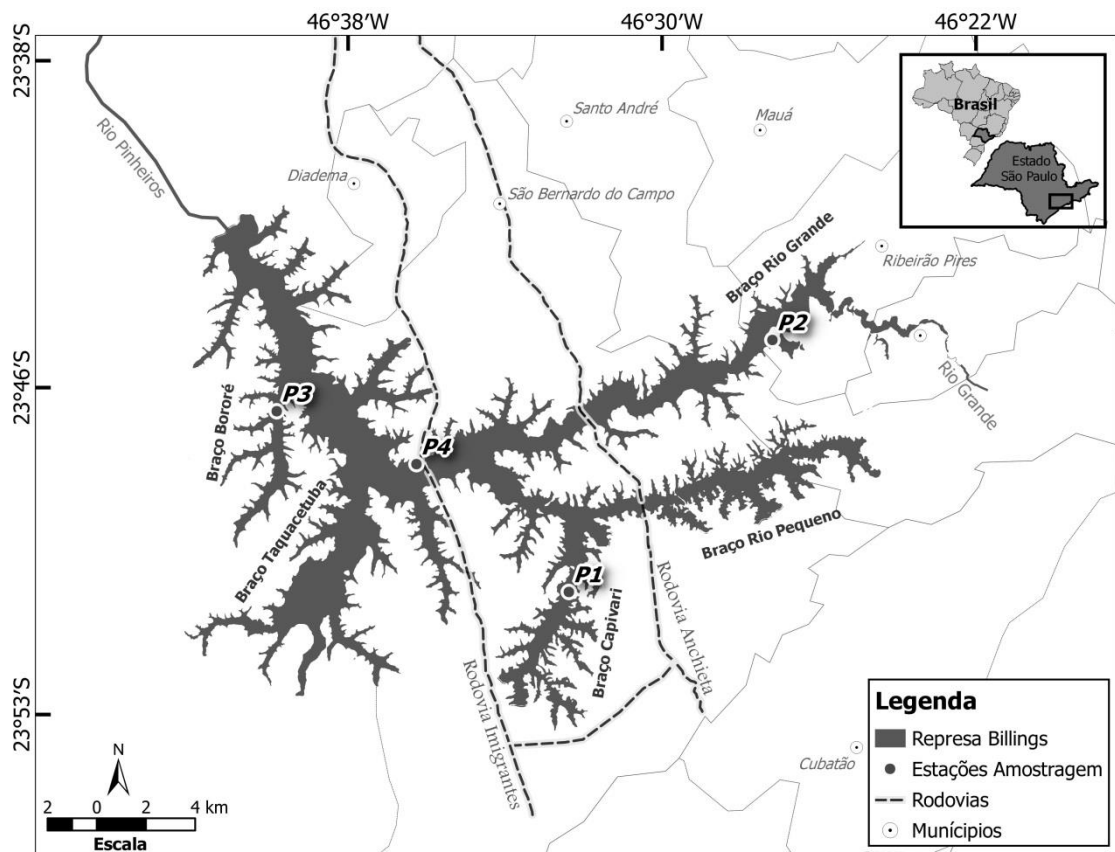 46°38'W
46°30'W
46°22'W
23°38'S
23°46'S
23°53'S
Rio Pinheiros
Diadema
Santo André
Mauá
São Bernardo do Campo
Brasil
Estado
São Paulo
Braço Rio Grande
Ribeirão Pires
P2
Rio Grande
P3
Braço Bororé
P4
Braço Taquacetuba
Braço Rio Pequeno
P1
Braço Capivari
Rodovia Anchieta
Rodovia Imigrantes
Cubatão
N
2 0 2 4 km
Escala
Legenda
Represa Billings
Estações Amostragem
Rodovias
Munícipios